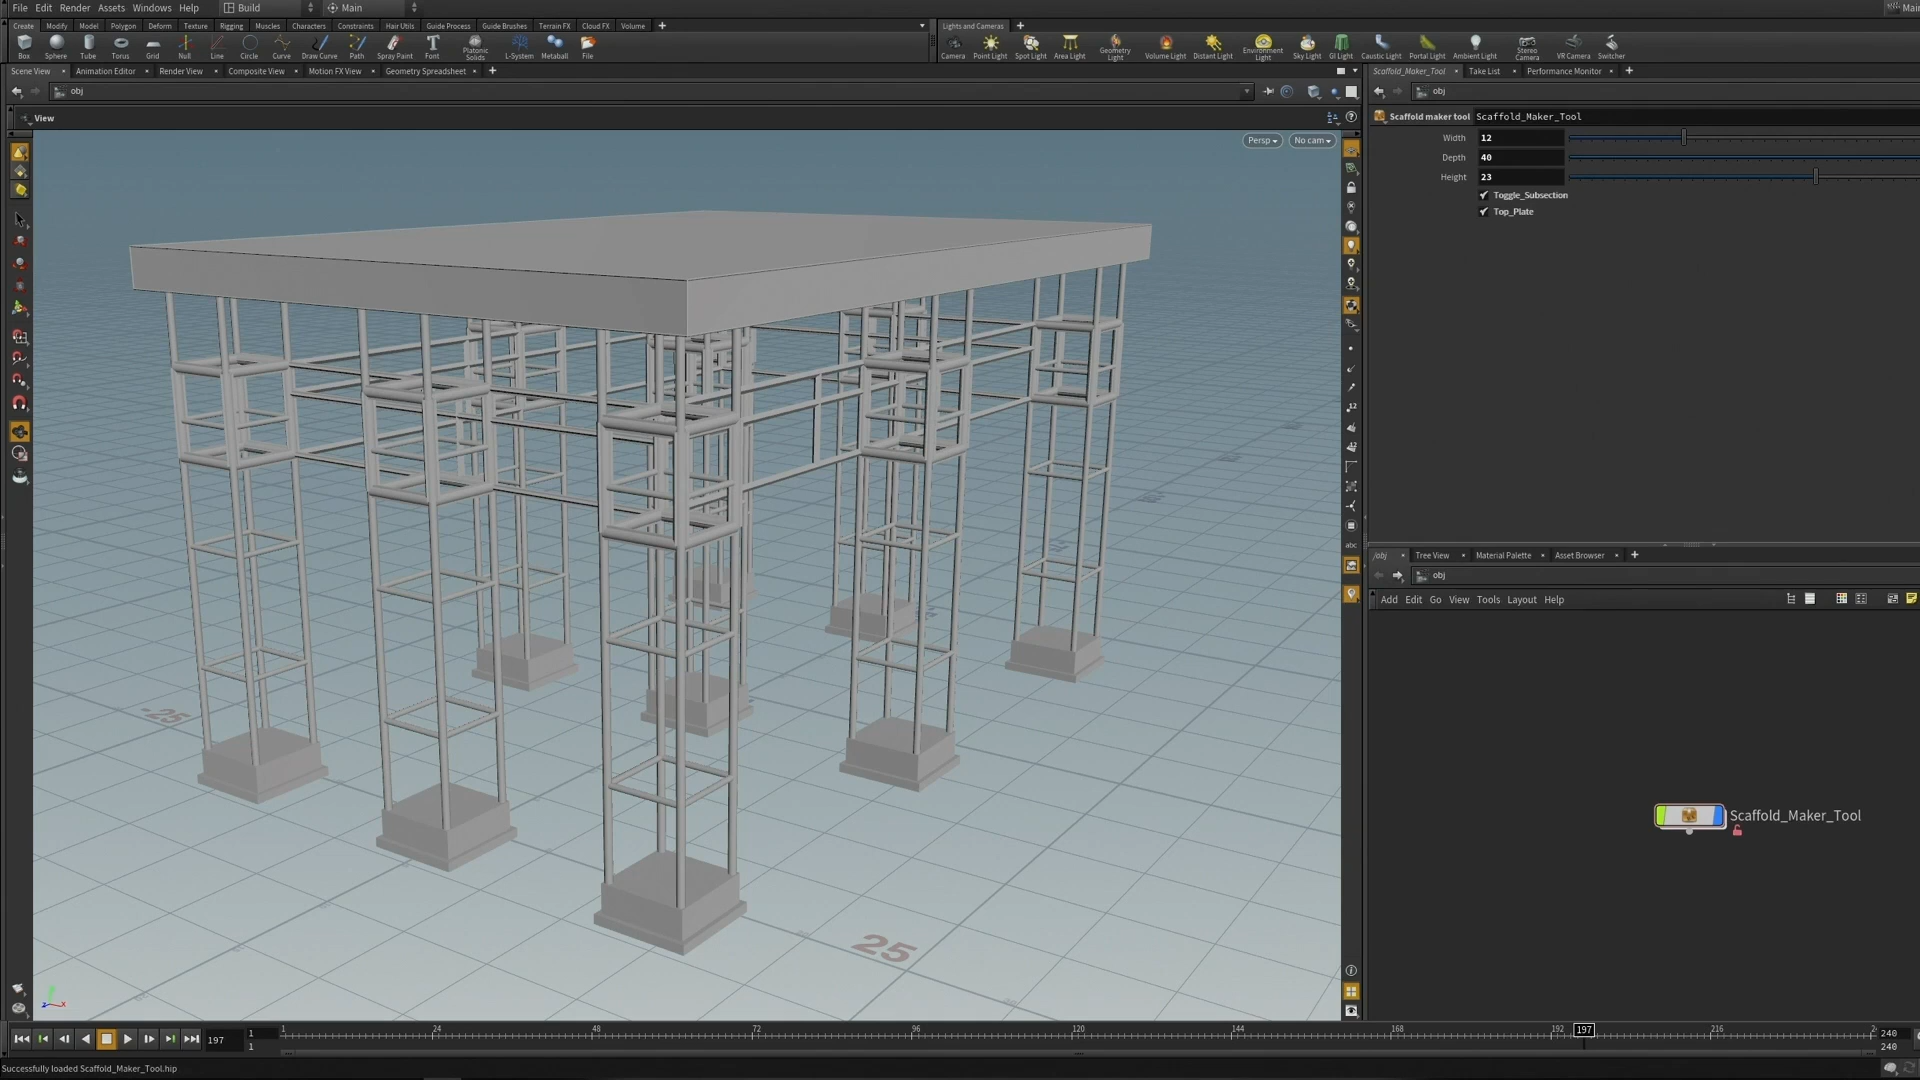 File Edit Render Assets Windows Help Build Main Main
Create Modify Model Polygon Deform Texture Rigging Muscles Characters Constraints Hair Utils Guide Process Guide Brushes Terrain FX Cloud FX Volume Lights and Cameras
Box Sphere Tube Torus Grid Null Line Circle Curve Draw Curve Path Spray Paint Font Platonic Solids L-System Metaball File Camera Point Light Spot Light Area Light Geometry Light Volume Light Distant Light Environment Light Sky Light GI Light Caustic Light Portal Light Ambient Light Stereo Camera VR Camera Switcher
Scene View Animation Editor Render View Composite View Motion FX View Geometry Spreadsheet Scaffold_Maker_Tool Take List Performance Monitor
obj obj
View
Scaffold maker tool Scaffold_Maker_Tool
Persp No cam
Width 12
Depth 40
Height 23
Toggle_Subsection
Top_Plate
/obj Tree View Material Palette Asset Browser
obj
Add Edit Go View Tools Layout Help
Scaffold_Maker_Tool
-25
25
12
abc
z x
197 1 1 24 48 72 96 120 144 168 192 197 216 2 240
1 240
Successfully loaded Scaffold_Maker_Tool.hip